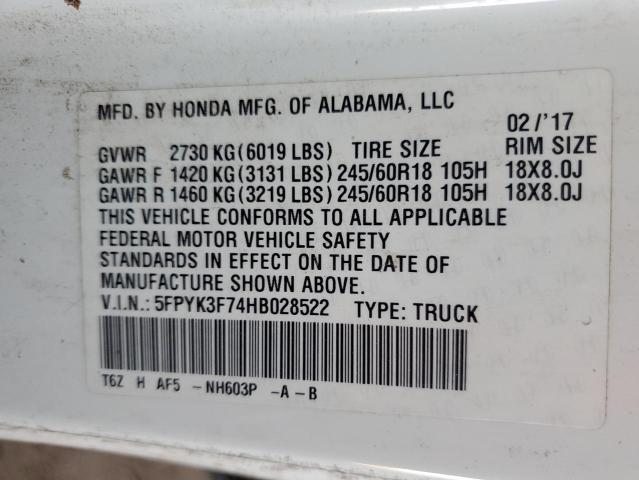 MFD. BY HONDA MFG. OF ALABAMA, LLC
02/'17
GVWR 2730 KG(6019 LBS) TIRE SIZE RIM SIZE
GAWR F 1420 KG(3131 LBS) 245/60R18 105H 18X8.0J
GAWR R 1460 KG(3219 LBS) 245/60R18 105H 18X8.0J
THIS VEHICLE CONFORMS TO ALL APPLICABLE
FEDERAL MOTOR VEHICLE SAFETY
STANDARDS IN EFFECT ON THE DATE OF
MANUFACTURE SHOWN ABOVE.
V.I.N.: 5FPYK3F74HB028522 TYPE: TRUCK
T6Z H AF5 -NH603P -A-B